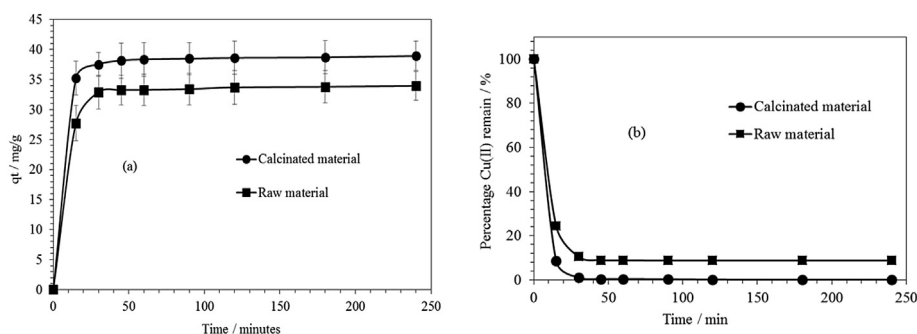 45
40
35
30
25
20
15
10
5
0
qt / mg/g
(a)
Calcinated material
Raw material
0 50 100 150 200 250
Time / minutes
100
80
60
40
20
0
Percentage Cu(II) remain / %
(b)
Calcinated material
Raw material
0 50 100 150 200 250
Time / min